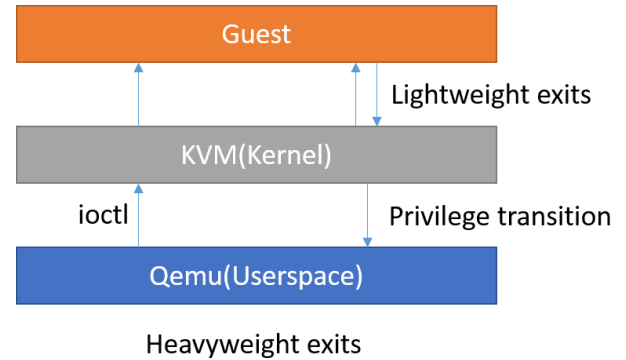 Guest
Lightweight exits
KVM(Kernel)
ioctl
Privilege transition
Qemu(Userspace)
Heavyweight exits